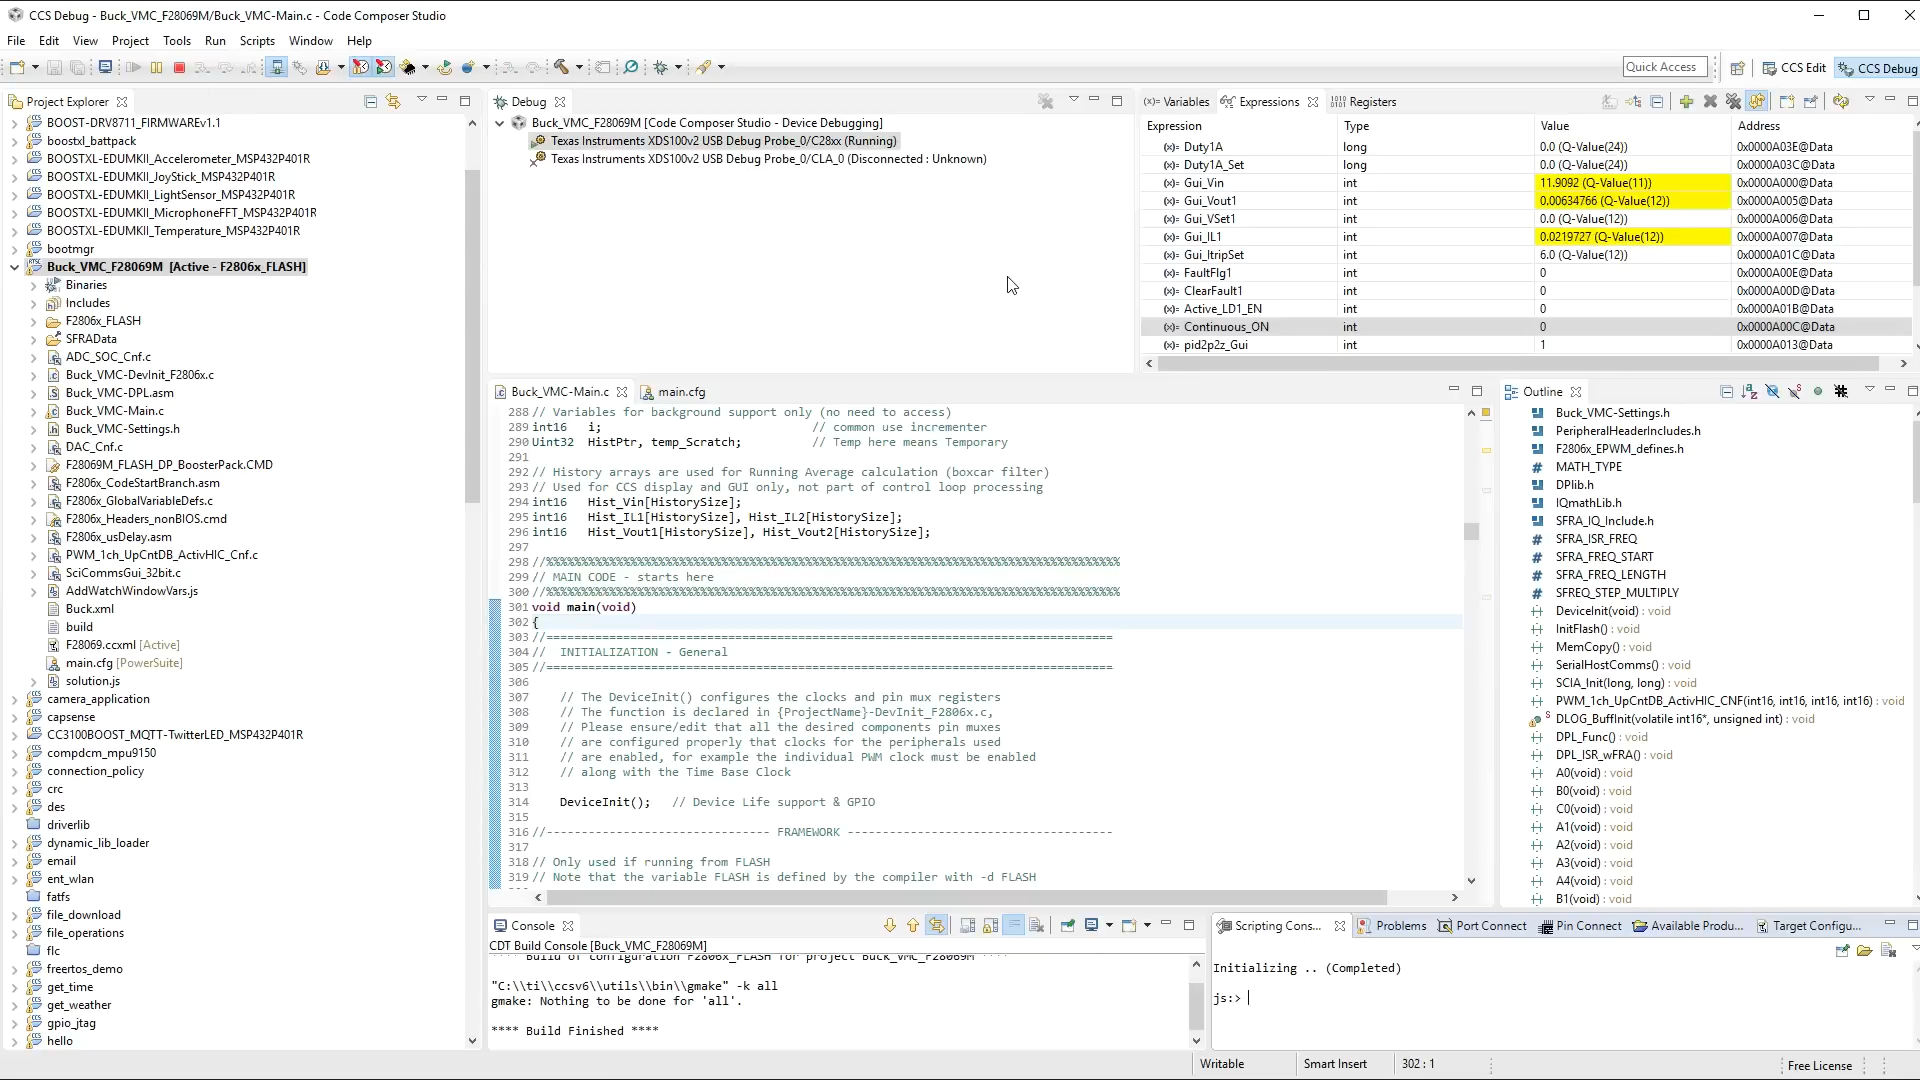 CCS Debug - Buck_VMC_F28069M/Buck_VMC-Main.c - Code Composer Studio
File Edit View Project Tools Run Scripts Window Help
Quick Access
CCS Edit
CCS Debug
Project Explorer
BOOST-DRV8711_FIRMWAREv1.1
boostxl_battpack
BOOSTXL-EDUMKII_Accelerometer_MSP432P401R
BOOSTXL-EDUMKII_JoyStick_MSP432P401R
BOOSTXL-EDUMKII_LightSensor_MSP432P401R
BOOSTXL-EDUMKII_MicrophoneFFT_MSP432P401R
BOOSTXL-EDUMKII_Temperature_MSP432P401R
bootmgr
Buck_VMC_F28069M [Active - F2806x_FLASH]
Binaries
Includes
F2806x_FLASH
SFRAData
ADC_SOC_Cnf.c
Buck_VMC-DevInit_F2806x.c
Buck_VMC-DPL.asm
Buck_VMC-Main.c
Buck_VMC-Settings.h
DAC_Cnf.c
F28069M_FLASH_DP_BoosterPack.CMD
F2806x_CodeStartBranch.asm
F2806x_GlobalVariableDefs.c
F2806x_Headers_nonBIOS.cmd
F2806x_usDelay.asm
PWM_1ch_UpCntDB_ActivHIC_Cnf.c
SciCommsGui_32bit.c
AddWatchWindowVars.js
Buck.xml
build
F28069.ccxml [Active]
main.cfg [PowerSuite]
solution.js
camera_application
capsense
CC3100BOOST_MQTT-TwitterLED_MSP432P401R
compdcm_mpu9150
connection_policy
crc
des
driverlib
dynamic_lib_loader
email
ent_wlan
fatfs
file_download
file_operations
flc
freertos_demo
get_time
get_weather
gpio_jtag
hello
Debug
Buck_VMC_F28069M [Code Composer Studio - Device Debugging]
Texas Instruments XDS100v2 USB Debug Probe_0/C28xx (Running)
Texas Instruments XDS100v2 USB Debug Probe_0/CLA_0 (Disconnected : Unknown)
(x)= Variables Expressions Registers
Expression Type Value Address
(x)= Duty1A long 0.0 (Q-Value(24)) 0x0000A03E@Data
(x)= Duty1A_Set long 0.0 (Q-Value(24)) 0x0000A03C@Data
(x)= Gui_Vin int 11.9092 (Q-Value(11)) 0x0000A000@Data
(x)= Gui_Vout1 int 0.00634766 (Q-Value(12)) 0x0000A005@Data
(x)= Gui_VSet1 int 0.0 (Q-Value(12)) 0x0000A006@Data
(x)= Gui_IL1 int 0.0219727 (Q-Value(12)) 0x0000A007@Data
(x)= Gui_ItripSet int 6.0 (Q-Value(12)) 0x0000A01C@Data
(x)= FaultFlg1 int 0 0x0000A00E@Data
(x)= ClearFault1 int 0 0x0000A00D@Data
(x)= Active_LD1_EN int 0 0x0000A01B@Data
(x)= Continuous_ON int 0 0x0000A00C@Data
(x)= pid2p2z_Gui int 1 0x0000A013@Data
Buck_VMC-Main.c main.cfg
288 // Variables for background support only (no need to access)
289 int16 i; // common use incrementer
290 Uint32 HistPtr, temp_Scratch; // Temp here means Temporary
291
292 // History arrays are used for Running Average calculation (boxcar filter)
293 // Used for CCS display and GUI only, not part of control loop processing
294 int16 Hist_Vin[HistorySize];
295 int16 Hist_IL1[HistorySize], Hist_IL2[HistorySize];
296 int16 Hist_Vout1[HistorySize], Hist_Vout2[HistorySize];
297
298 //%%%%%%%%%%%%%%%%%%%%%%%%%%%%%%%%%%%%%%%%%%%%%%%%%%%%%%%%%%%%%%%%%%%%%%%%%%%%%%%%
299 // MAIN CODE - starts here
300 //%%%%%%%%%%%%%%%%%%%%%%%%%%%%%%%%%%%%%%%%%%%%%%%%%%%%%%%%%%%%%%%%%%%%%%%%%%%%%%%%
301 void main(void)
302 {
303 //=================================================================================
304 // INITIALIZATION - General
305 //=================================================================================
306
307 // The DeviceInit() configures the clocks and pin mux registers
308 // The function is declared in {ProjectName}-DevInit_F2806x.c,
309 // Please ensure/edit that all the desired components pin muxes
310 // are configured properly that clocks for the peripherals used
311 // are enabled, for example the individual PWM clock must be enabled
312 // along with the Time Base Clock
313
314 DeviceInit(); // Device Life support & GPIO
315
316 //-------------------------------- FRAMEWORK --------------------------------------
317
318 // Only used if running from FLASH
319 // Note that the variable FLASH is defined by the compiler with -d FLASH
Outline
Buck_VMC-Settings.h
PeripheralHeaderIncludes.h
F2806x_EPWM_defines.h
MATH_TYPE
DPlib.h
IQmathLib.h
SFRA_IQ_Include.h
SFRA_ISR_FREQ
SFRA_FREQ_START
SFRA_FREQ_LENGTH
SFREQ_STEP_MULTIPLY
DeviceInit(void) : void
InitFlash() : void
MemCopy() : void
SerialHostComms() : void
SCIA_Init(long, long) : void
PWM_1ch_UpCntDB_ActivHIC_CNF(int16, int16, int16, int16) : void
DLOG_BuffInit(volatile int16*, unsigned int) : void
DPL_Func() : void
DPL_ISR_wFRA() : void
A0(void) : void
B0(void) : void
C0(void) : void
A1(void) : void
A2(void) : void
A3(void) : void
A4(void) : void
B1(void) : void
Console
CDT Build Console [Buck_VMC_F28069M]
**** Build of configuration F2806x_FLASH for project Buck_VMC_F28069M ****
"C:\\ti\\ccsv6\\utils\\bin\\gmake" -k all
gmake: Nothing to be done for 'all'.
**** Build Finished ****
Scripting Cons... Problems Port Connect Pin Connect Available Produ... Target Configu...
Initializing .. (Completed)
js:>
Writable Smart Insert 302 : 1 Free License